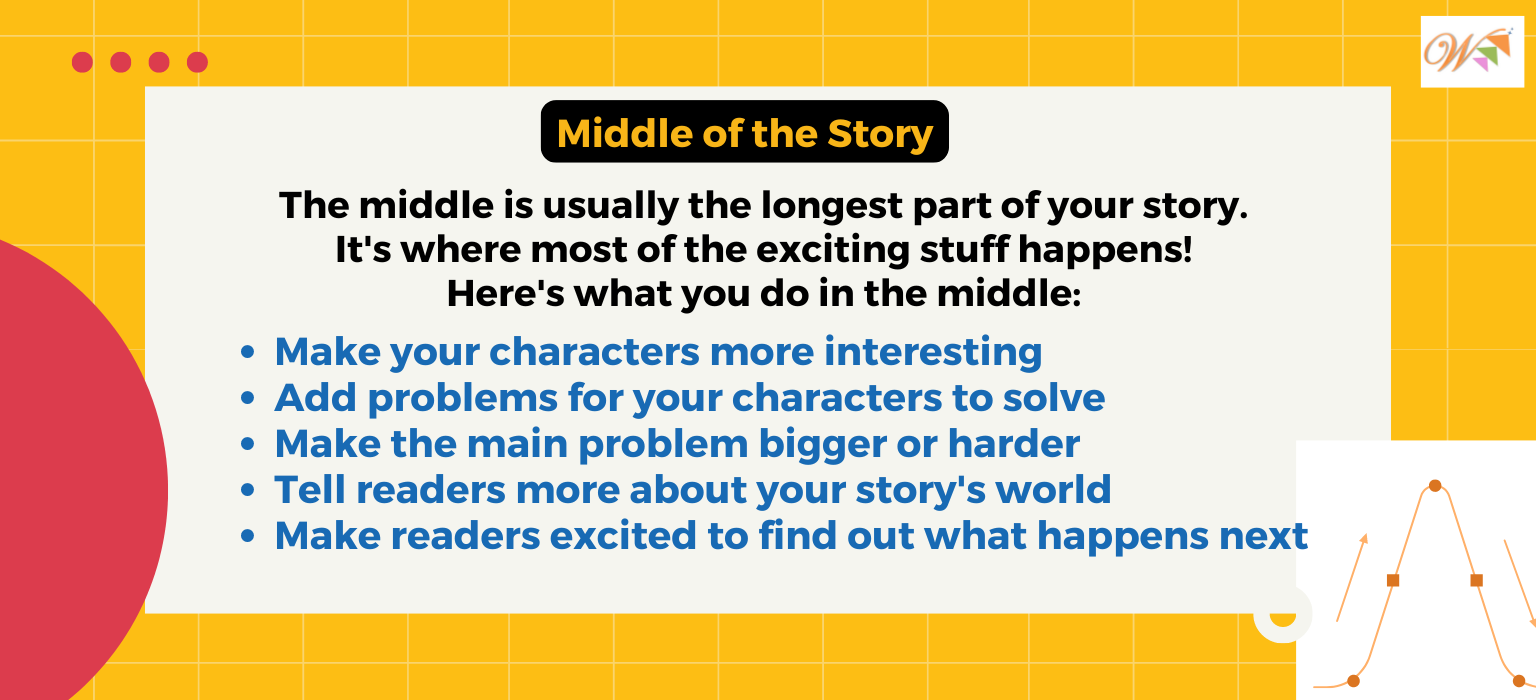 W
Middle of the Story
The middle is usually the longest part of your story.
It's where most of the exciting stuff happens!
Here's what you do in the middle:
• Make your characters more interesting
• Add problems for your characters to solve
• Make the main problem bigger or harder
• Tell readers more about your story's world
• Make readers excited to find out what happens next